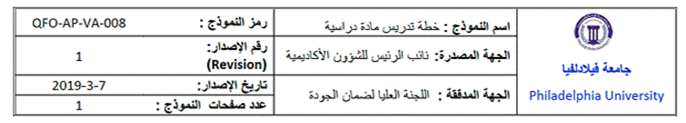 جامعة فيلادلفيا
Philadelphia University
اسم النموذج : خطة تدريس مادة دراسية
الجهة المصدرة: نائب الرئيس للشؤون الأكاديمية
الجهة المدققة : اللجنة العليا لضمان الجودة
رمز النموذج : QFO-AP-VA-008
رقم الإصدار: 1
(Revision)
تاريخ الإصدار: 2019-3-7
عدد صفحات النموذج : 1